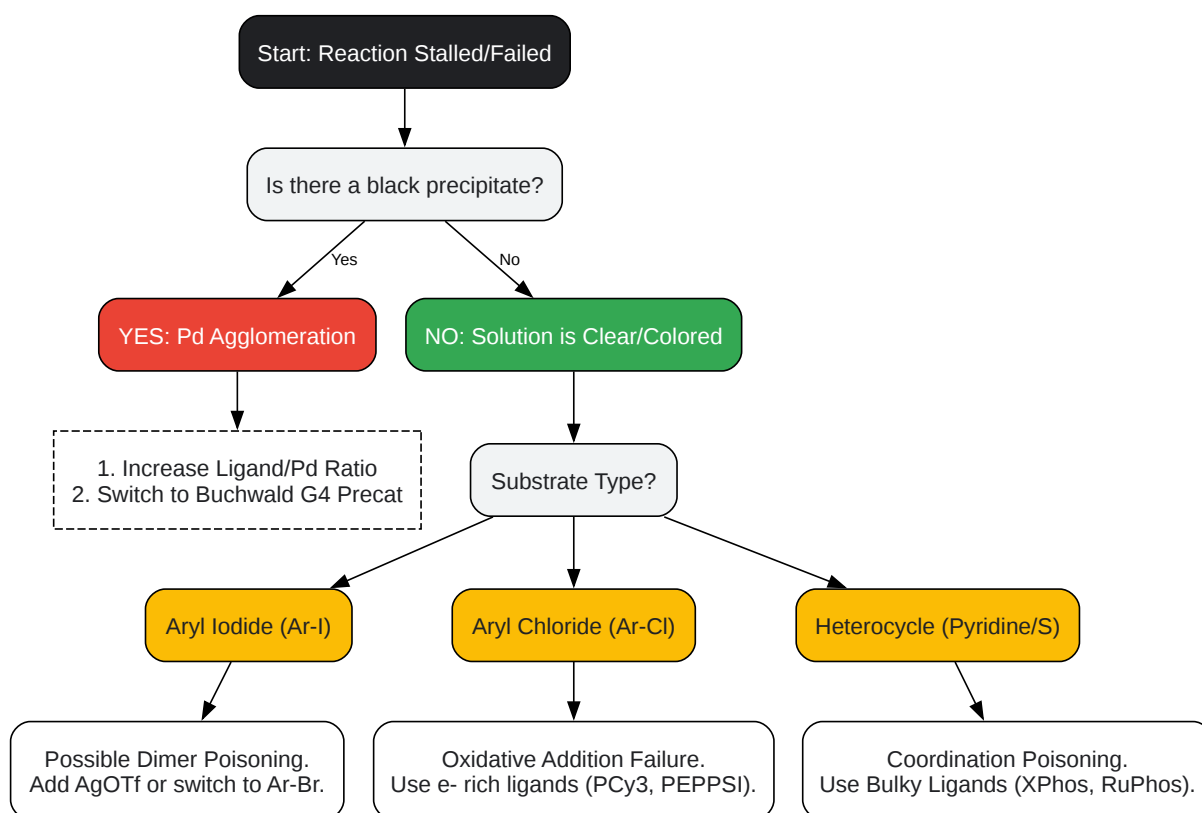 Start: Reaction Stalled/Failed
Is there a black precipitate?
Yes
No
YES: Pd Agglomeration
NO: Solution is Clear/Colored
1. Increase Ligand/Pd Ratio
2. Switch to Buchwald G4 Precat
Substrate Type?
Aryl Iodide (Ar-I)
Aryl Chloride (Ar-Cl)
Heterocycle (Pyridine/S)
Possible Dimer Poisoning.
Add AgOTf or switch to Ar-Br.
Oxidative Addition Failure.
Use e- rich ligands (PCy3, PEPPSI).
Coordination Poisoning.
Use Bulky Ligands (XPhos, RuPhos).